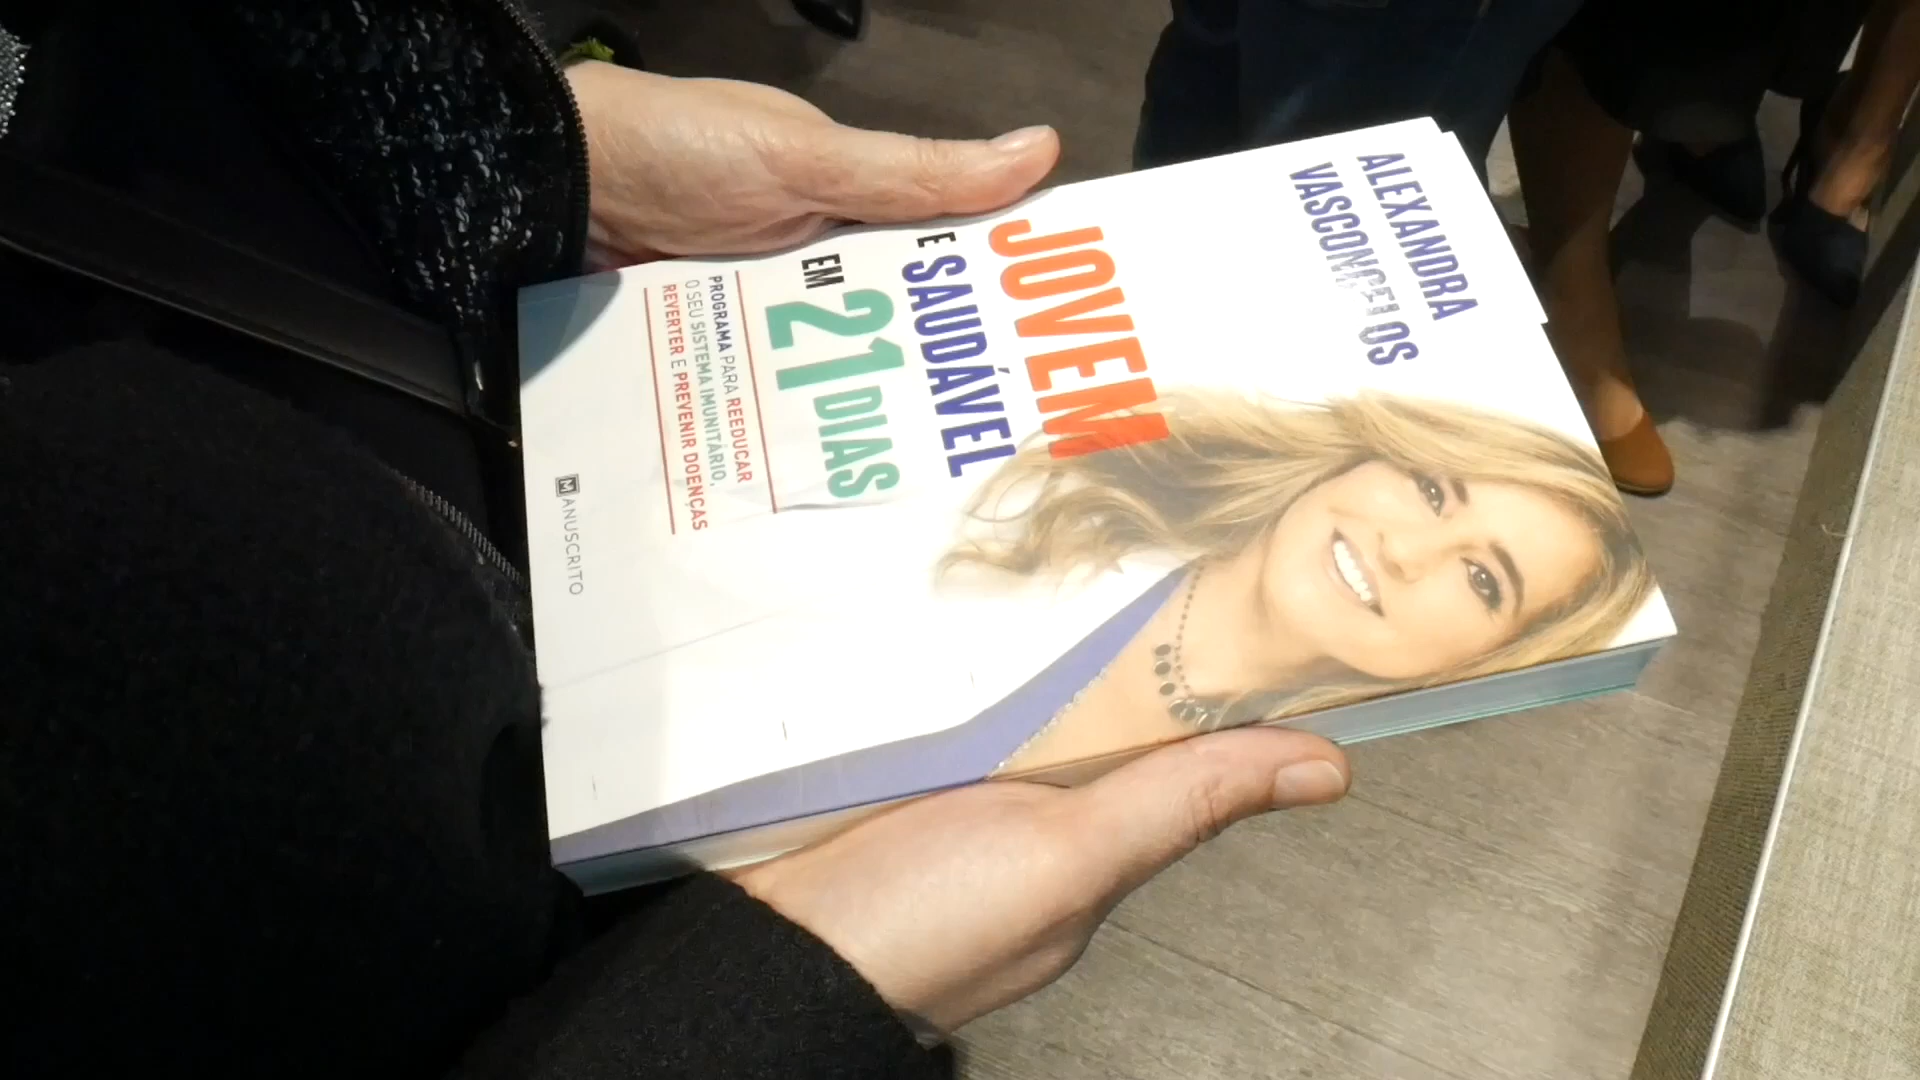 ALEXANDRA
VASCONCELOS
JOVEM
E SAUDÁVEL
EM 21 DIAS
PROGRAMA PARA REEDUCAR
O SEU SISTEMA IMUNITÁRIO,
REVERTER E PREVENIR DOENÇAS
MANUSCRITO